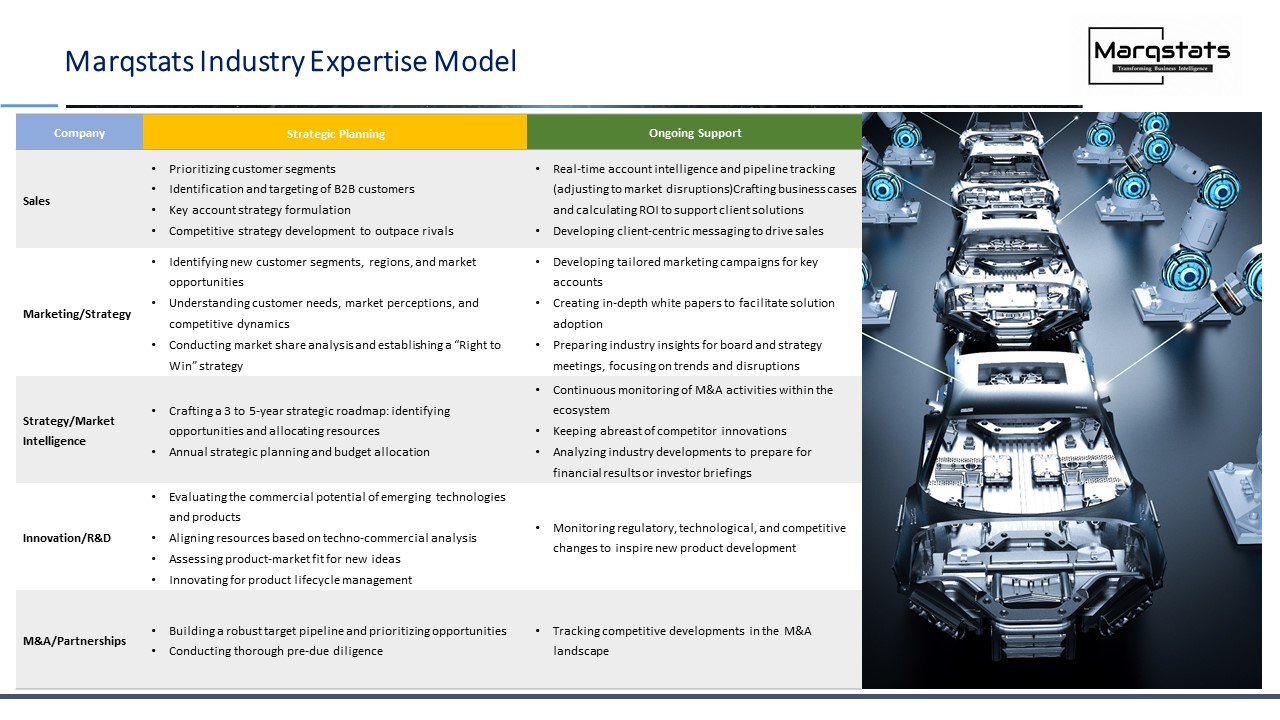 Marqstats Industry Expertise Model
Marqstats
Transforming Business Intelligence
Company
Strategic Planning
Ongoing Support
Sales
• Prioritizing customer segments
• Identification and targeting of B2B customers
• Key account strategy formulation
• Competitive strategy development to outpace rivals
• Real-time account intelligence and pipeline tracking
(adjusting to market disruptions)Crafting business cases
and calculating ROI to support client solutions
• Developing client-centric messaging to drive sales
Marketing/Strategy
• Identifying new customer segments, regions, and market
opportunities
• Understanding customer needs, market perceptions, and
competitive dynamics
• Conducting market share analysis and establishing a “Right to
Win” strategy
• Developing tailored marketing campaigns for key
accounts
• Creating in-depth white papers to facilitate solution
adoption
• Preparing industry insights for board and strategy
meetings, focusing on trends and disruptions
Strategy/Market
Intelligence
• Crafting a 3 to 5-year strategic roadmap: identifying
opportunities and allocating resources
• Annual strategic planning and budget allocation
• Continuous monitoring of M&A activities within the
ecosystem
• Keeping abreast of competitor innovations
• Analyzing industry developments to prepare for
financial results or investor briefings
Innovation/R&D
• Evaluating the commercial potential of emerging technologies
and products
• Aligning resources based on techno-commercial analysis
• Assessing product-market fit for new ideas
• Innovating for product lifecycle management
• Monitoring regulatory, technological, and competitive
changes to inspire new product development
M&A/Partnerships
• Building a robust target pipeline and prioritizing opportunities
• Conducting thorough pre-due diligence
• Tracking competitive developments in the M&A
landscape